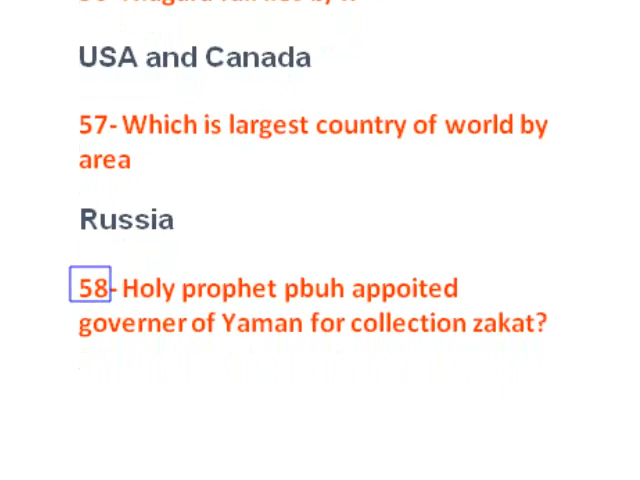 USA and Canada
57- Which is largest country of world by
area
Russia
58- Holy prophet pbuh appoited
governer of Yaman for collection zakat?